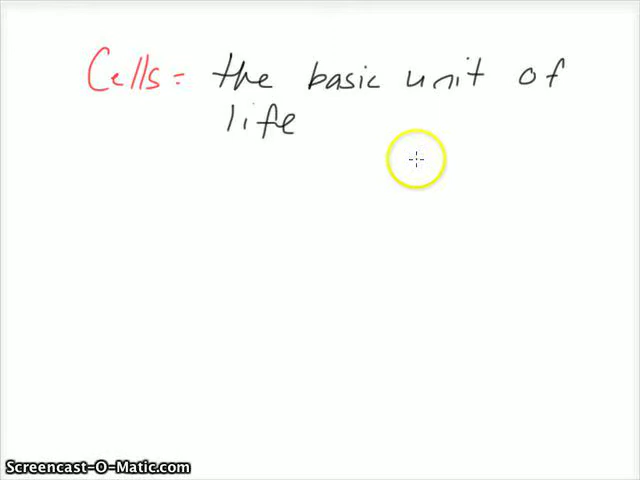 Cells = the basic unit of
life
Screencast-O-Matic.com